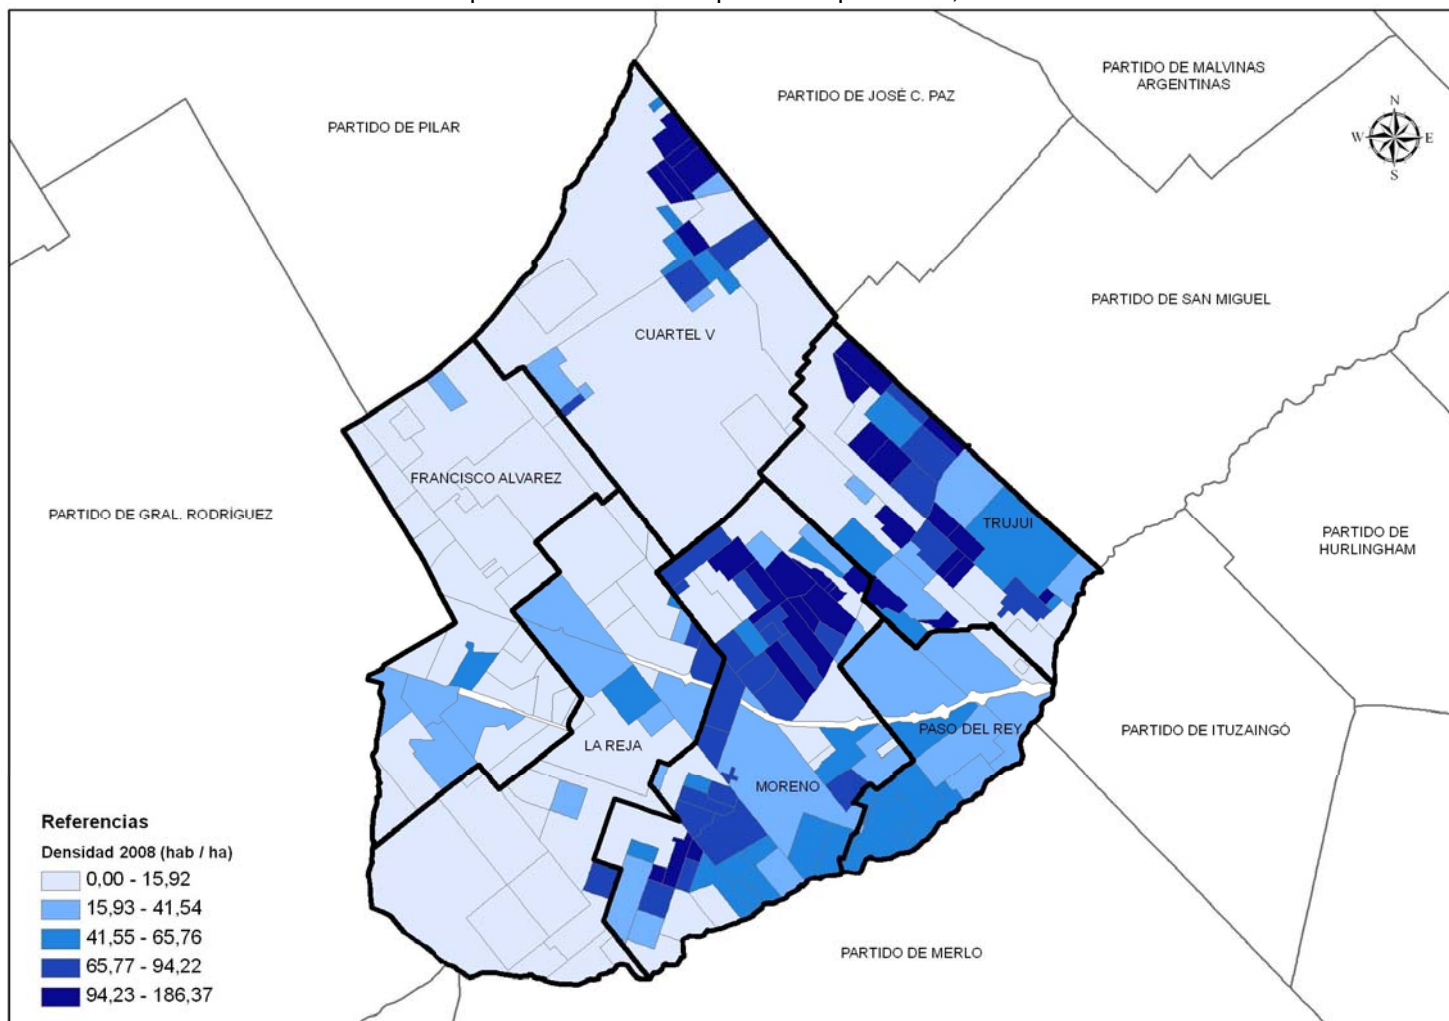 PARTIDO DE MALVINAS
ARGENTINAS
PARTIDO DE JOSÉ C. PAZ
PARTIDO DE PILAR
N
W
E
S
PARTIDO DE SAN MIGUEL
CUARTEL V
FRANCISCO ALVAREZ
PARTIDO DE GRAL. RODRÍGUEZ
TRUJUI
PARTIDO DE
HURLINGHAM
PASO DEL REY
PARTIDO DE ITUZAINGÓ
LA REJA
MORENO
PARTIDO DE MERLO
Referencias
Densidad 2008 (hab / ha)
0,00 - 15,92
15,93 - 41,54
41,55 - 65,76
65,77 - 94,22
94,23 - 186,37